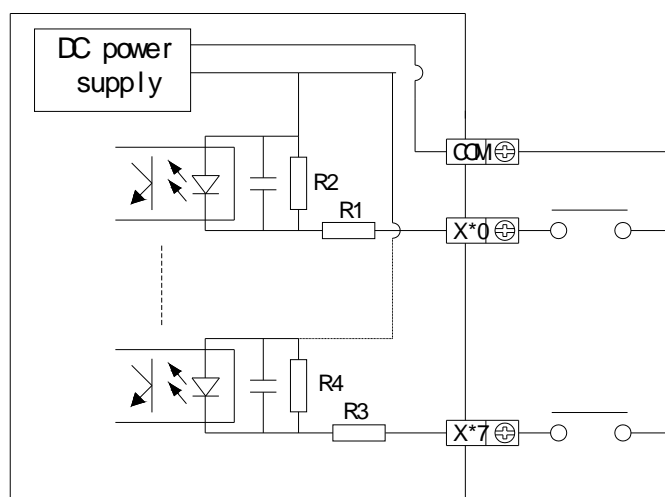 DC power
supply
COM
R2
R1
X*0
R4
R3
X*7